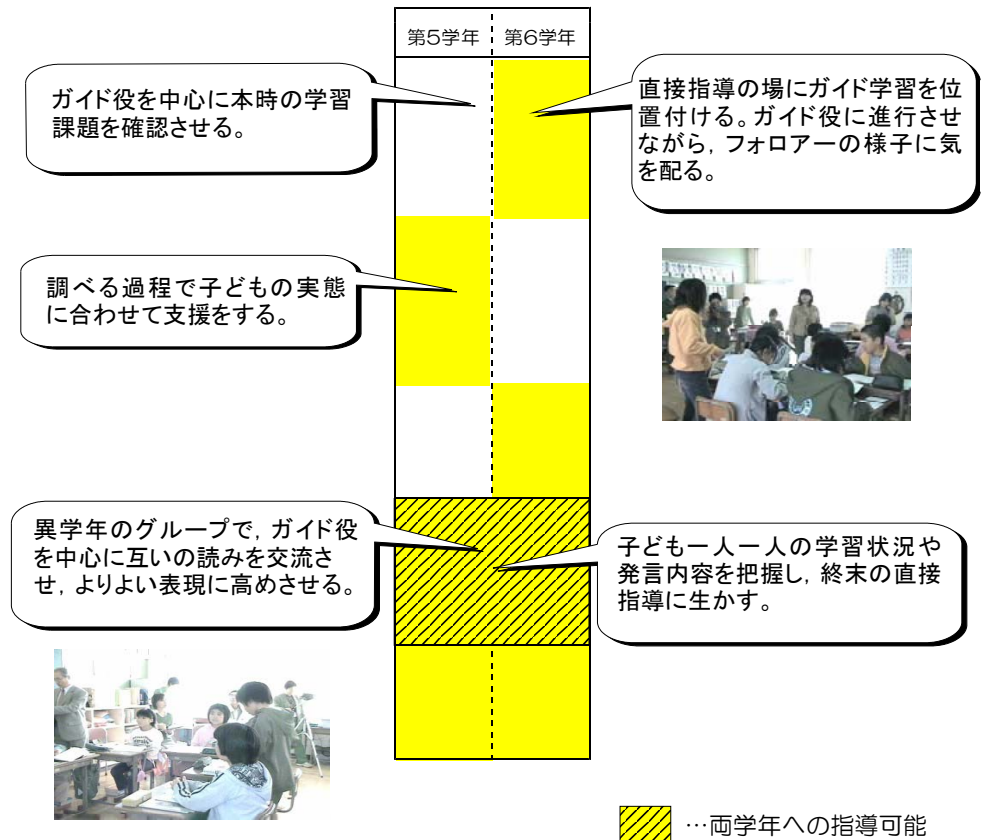 第5学年 第6学年
ガイド役を中心に本時の学習
課題を確認させる。
直接指導の場にガイド学習を位
置付ける。ガイド役に進行させ
ながら，フォロアーの様子に気
を配る。
調べる過程で子どもの実態
に合わせて支援をする。
異学年のグループで，ガイド役
を中心に互いの読みを交流さ
せ，よりよい表現に高めさせる。
子ども一人一人の学習状況や
発言内容を把握し，終末の直接
指導に生かす。
…両学年への指導可能